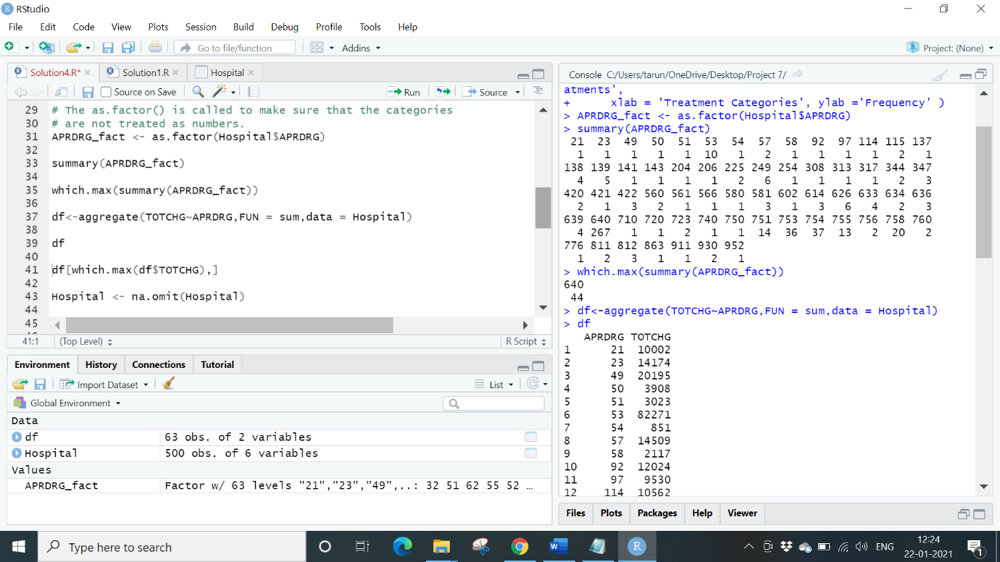 RStudio
File Edit Code View Plots Session Build Debug Profile Tools Help
Go to file/function Addins Project: (None)
Solution4.R* Solution1.R Hospital
Source on Save Run Source
29 # The as.factor() is called to make sure that the categories
30 # are not treated as numbers.
31 APRDRG_fact <- as.factor(Hospital$APRDRG)
32
33 summary(APRDRG_fact)
34
35 which.max(summary(APRDRG_fact))
36
37 df<-aggregate(TOTCHG~APRDRG,FUN = sum,data = Hospital)
38
39 df
40
41 df[which.max(df$TOTCHG),]
42
43 Hospital <- na.omit(Hospital)
44
45
41:1 (Top Level) R Script
Environment History Connections Tutorial
Import Dataset List
Global Environment
Data
df 63 obs. of 2 variables
Hospital 500 obs. of 6 variables
Values
APRDRG_fact Factor w/ 63 levels "21","23","49",..: 32 51 62 55 52 …
Console C:/Users/tarun/OneDrive/Desktop/Project 7/
atments',
+ xlab = 'Treatment Categories', ylab ='Frequency' )
> APRDRG_fact <- as.factor(Hospital$APRDRG)
> summary(APRDRG_fact)
21 23 49 50 51 53 54 57 58 92 97 114 115 137
1 1 1 1 1 10 1 2 1 1 1 1 2 1
138 139 141 143 204 206 225 249 254 308 313 317 344 347
4 5 1 1 1 1 2 6 1 1 1 1 2 3
420 421 422 560 561 566 580 581 602 614 626 633 634 636
2 1 3 2 1 1 1 3 1 3 6 4 2 3
639 640 710 720 723 740 750 751 753 754 755 756 758 760
4 267 1 1 2 1 1 14 36 37 13 2 20 2
776 811 812 863 911 930 952
1 2 3 1 1 2 1
> which.max(summary(APRDRG_fact))
640
44
> df<-aggregate(TOTCHG~APRDRG,FUN = sum,data = Hospital)
> df
APRDRG TOTCHG
1 21 10002
2 23 14174
3 49 20195
4 50 3908
5 51 3023
6 53 82271
7 54 851
8 57 14509
9 58 2117
10 92 12024
11 97 9530
12 114 10562
Files Plots Packages Help Viewer
Type here to search
ENG
12:24
22-01-2021
1